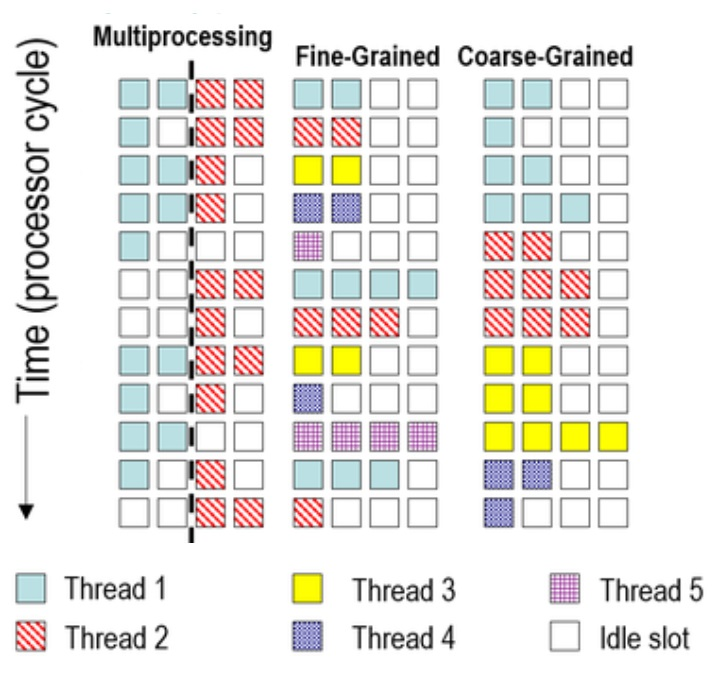 Multiprocessing
Fine-Grained
Coarse-Grained
Time (processor cycle)
Thread 1
Thread 3
Thread 5
Thread 2
Thread 4
Idle slot